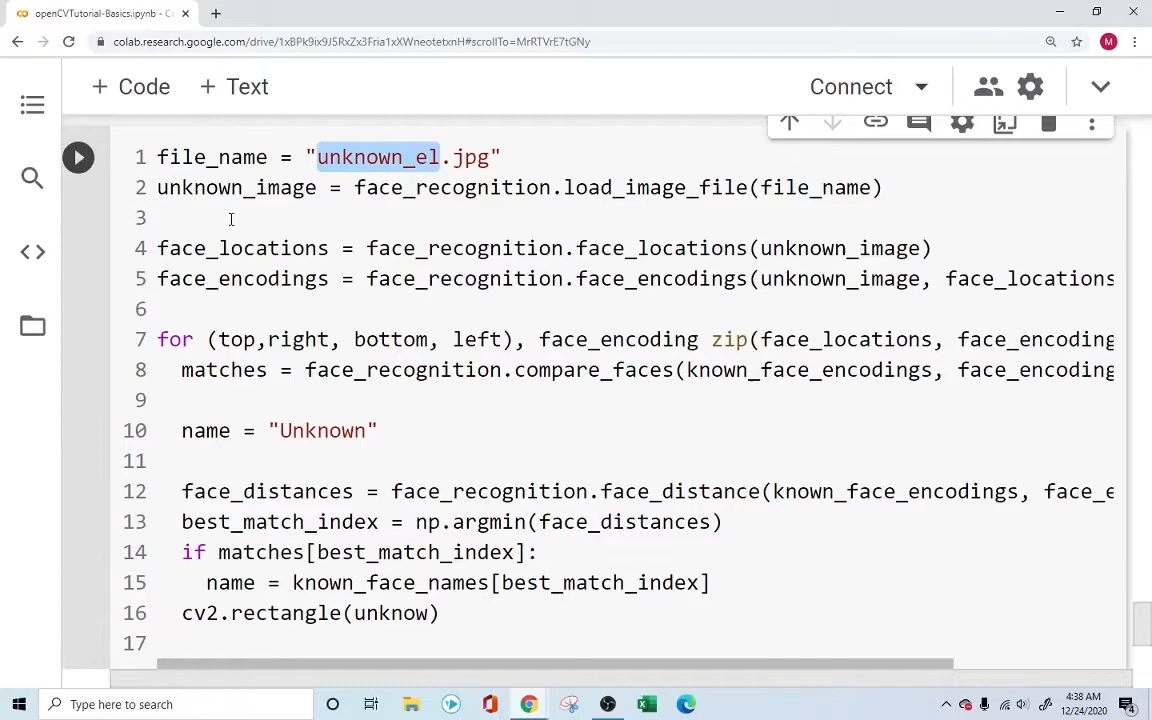 openCVTutorial-Basics.ipynb - C
colab.research.google.com/drive/1xBPk9ix9J5RxZx3Fria1xXWneotetxnH#scrollTo=MrRTVrE7tGNy
M
+ Code + Text Connect
1 file_name = "unknown_el.jpg"
2 unknown_image = face_recognition.load_image_file(file_name)
3
4 face_locations = face_recognition.face_locations(unknown_image)
5 face_encodings = face_recognition.face_encodings(unknown_image, face_locations
6
7 for (top,right, bottom, left), face_encoding zip(face_locations, face_encoding
8 matches = face_recognition.compare_faces(known_face_encodings, face_encoding
9
10 name = "Unknown"
11
12 face_distances = face_recognition.face_distance(known_face_encodings, face_e
13 best_match_index = np.argmin(face_distances)
14 if matches[best_match_index]:
15 name = known_face_names[best_match_index]
16 cv2.rectangle(unknow)
17
Type here to search
4:38 AM
12/24/2020
4